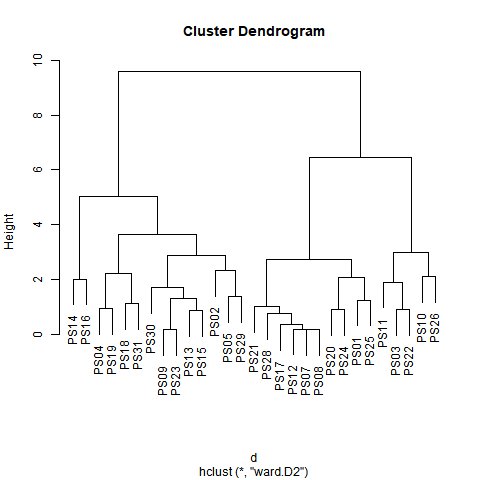 Cluster Dendrogram
Height
10
8
6
4
2
0
PS14
PS16
PS04
PS19
PS18
PS31
PS30
PS09
PS23
PS13
PS15
PS02
PS05
PS29
PS21
PS28
PS17
PS12
PS07
PS08
PS20
PS24
PS01
PS25
PS11
PS03
PS22
PS10
PS26
d
hclust (*, "ward.D2")